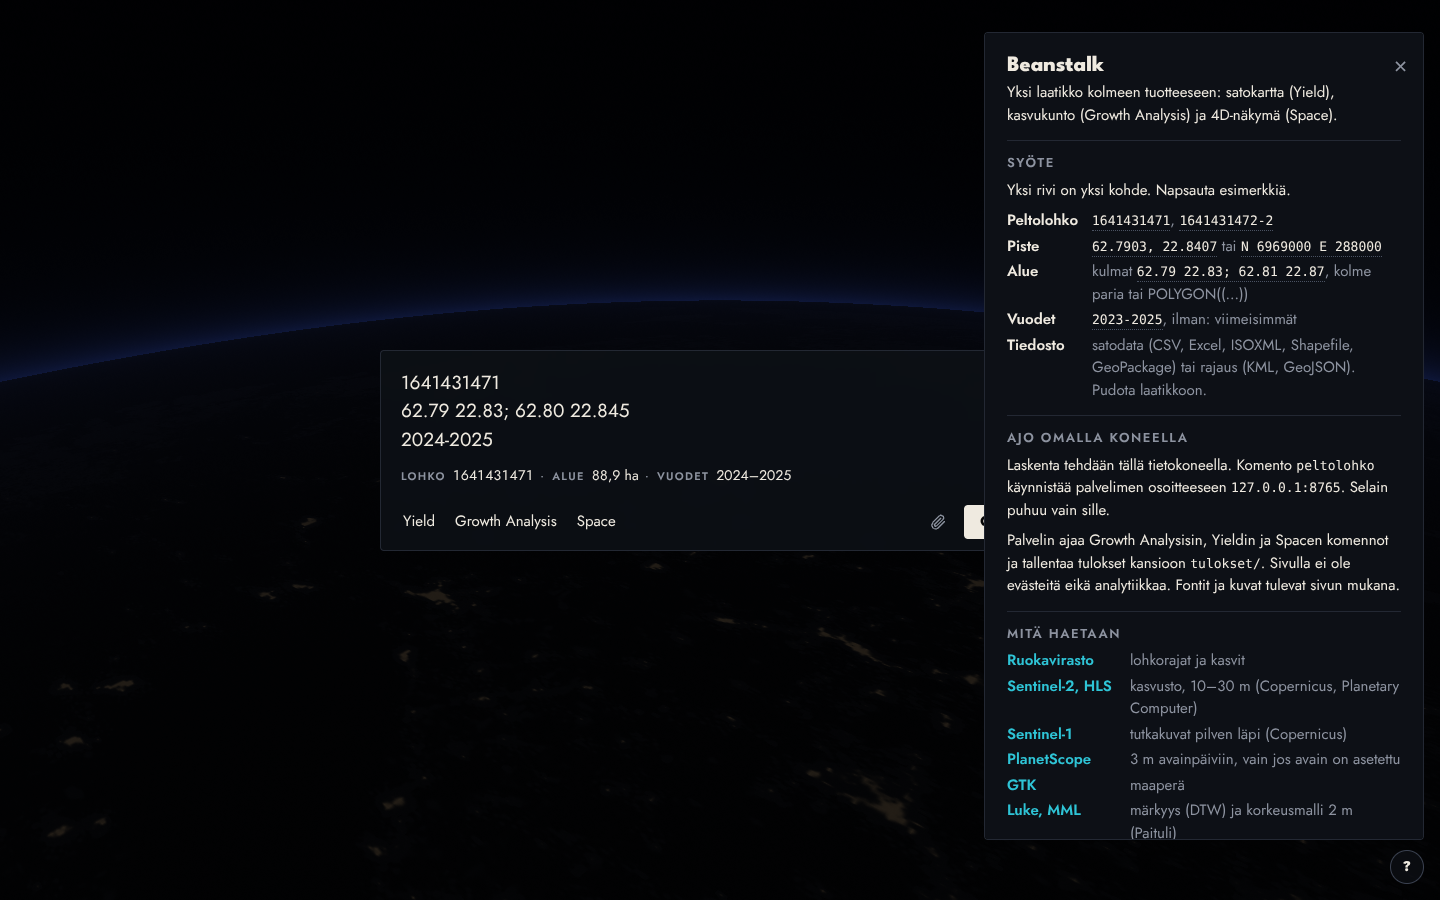 1641431471
62.79 22.83; 62.80 22.845
2024-2025
LOHKO 1641431471 · ALUE 88,9 ha · VUODET 2024–2025
Yield Growth Analysis Space
Beanstalk
×
Yksi laatikko kolmeen tuotteeseen: satokartta (Yield),
kasvukunto (Growth Analysis) ja 4D-näkymä (Space).
SYÖTE
Yksi rivi on yksi kohde. Napsauta esimerkkiä.
Peltolohko 1641431471, 1641431472-2
Piste 62.7903, 22.8407 tai N 6969000 E 288000
Alue kulmat 62.79 22.83; 62.81 22.87, kolme
paria tai POLYGON((…))
Vuodet 2023-2025, ilman: viimeisimmät
Tiedosto satodata (CSV, Excel, ISOXML, Shapefile,
GeoPackage) tai rajaus (KML, GeoJSON).
Pudota laatikkoon.
AJO OMALLA KONEELLA
Laskenta tehdään tällä tietokoneella. Komento peltolohko
käynnistää palvelimen osoitteeseen 127.0.0.1:8765. Selain
puhuu vain sille.
Palvelin ajaa Growth Analysisin, Yieldin ja Spacen komennot
ja tallentaa tulokset kansioon tulokset/. Sivulla ei ole
evästeitä eikä analytiikkaa. Fontit ja kuvat tulevat sivun mukana.
MITÄ HAETAAN
Ruokavirasto lohkorajat ja kasvit
Sentinel-2, HLS kasvusto, 10–30 m (Copernicus, Planetary
Computer)
Sentinel-1 tutkakuvat pilven läpi (Copernicus)
PlanetScope 3 m avainpäiviin, vain jos avain on asetettu
GTK maaperä
Luke, MML märkyys (DTW) ja korkeusmalli 2 m
(Paituli)
?